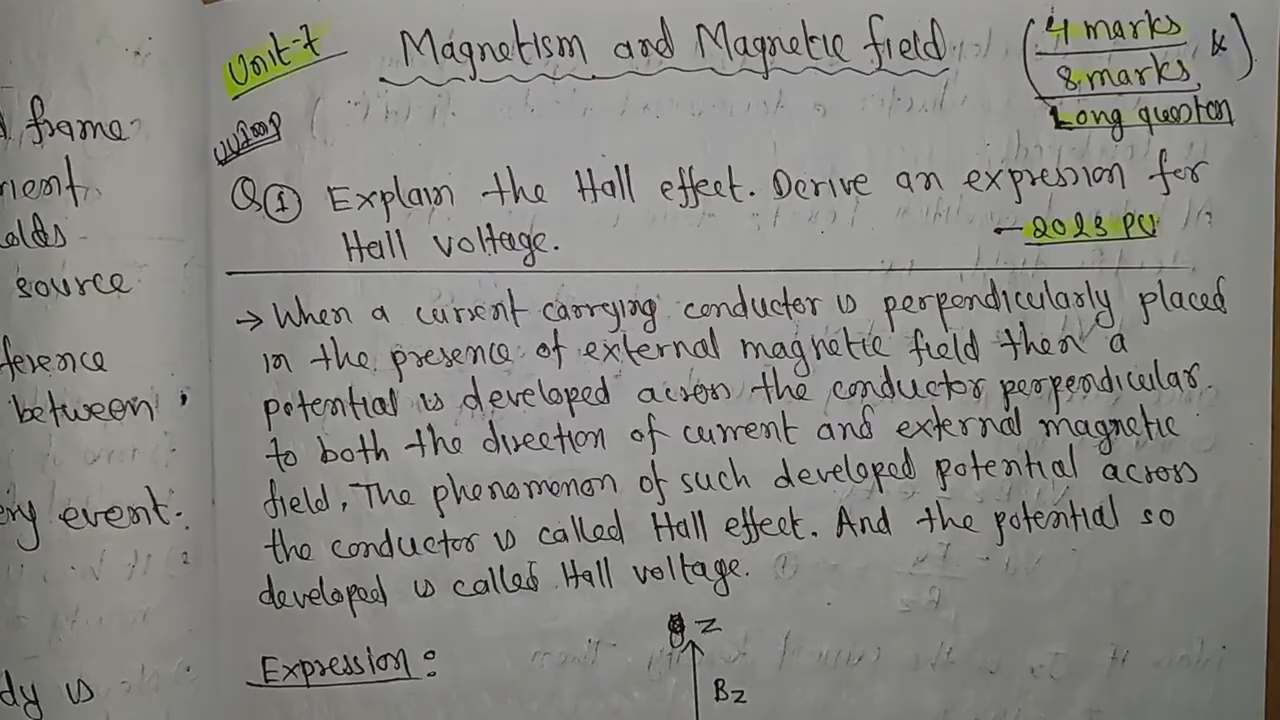 Unit-7 Magnetism and Magnetic field (4 marks &
8 marks)
Long question
VVIMP
Q① Explain the Hall effect. Derive an expression for
Hall voltage. — 2023 PU
→ When a current carrying conductor is perpendicularly placed
in the presence of external magnetic field then a
potential is developed across the conductor perpendicular
to both the direction of current and external magnetic
field. The phenomenon of such developed potential across
the conductor is called Hall effect. And the potential so
developed is called Hall voltage.
Expression:
Z
Bz
frame
alds
source
ference
between
event.
is